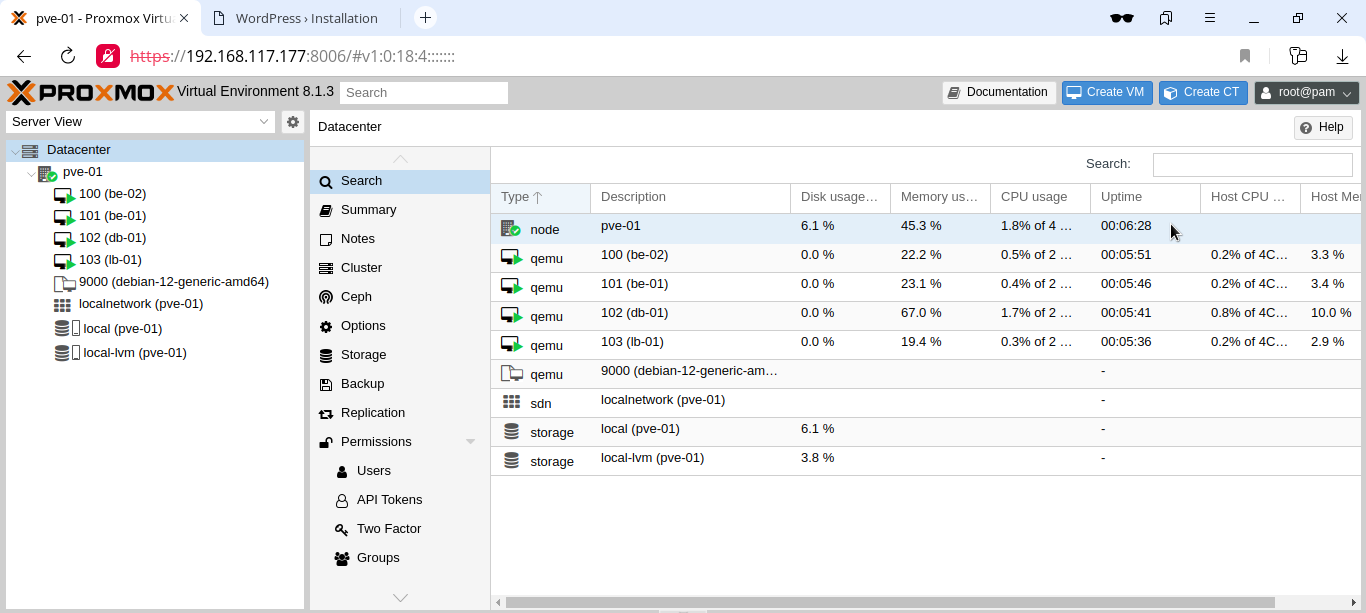 pve-01 - Proxmox Virtu
WordPress › Installation
https://192.168.117.177:8006/#v1:0:18:4:::::::
PROXMOX Virtual Environment 8.1.3
Search
Documentation
Create VM
Create CT
root@pam
Server View
Datacenter
pve-01
100 (be-02)
101 (be-01)
102 (db-01)
103 (lb-01)
9000 (debian-12-generic-amd64)
localnetwork (pve-01)
local (pve-01)
local-lvm (pve-01)
Datacenter
Help
Search
Summary
Notes
Cluster
Ceph
Options
Storage
Backup
Replication
Permissions
Users
API Tokens
Two Factor
Groups
Search:
Type Description Disk usage... Memory us... CPU usage Uptime Host CPU ... Host Me
node pve-01 6.1 % 45.3 % 1.8% of 4 ... 00:06:28
qemu 100 (be-02) 0.0 % 22.2 % 0.5% of 2 ... 00:05:51 0.2% of 4C... 3.3 %
qemu 101 (be-01) 0.0 % 23.1 % 0.4% of 2 ... 00:05:46 0.2% of 4C... 3.4 %
qemu 102 (db-01) 0.0 % 67.0 % 1.7% of 2 ... 00:05:41 0.8% of 4C... 10.0 %
qemu 103 (lb-01) 0.0 % 19.4 % 0.3% of 2 ... 00:05:36 0.2% of 4C... 2.9 %
qemu 9000 (debian-12-generic-am... -
sdn localnetwork (pve-01) -
storage local (pve-01) 6.1 % -
storage local-lvm (pve-01) 3.8 % -